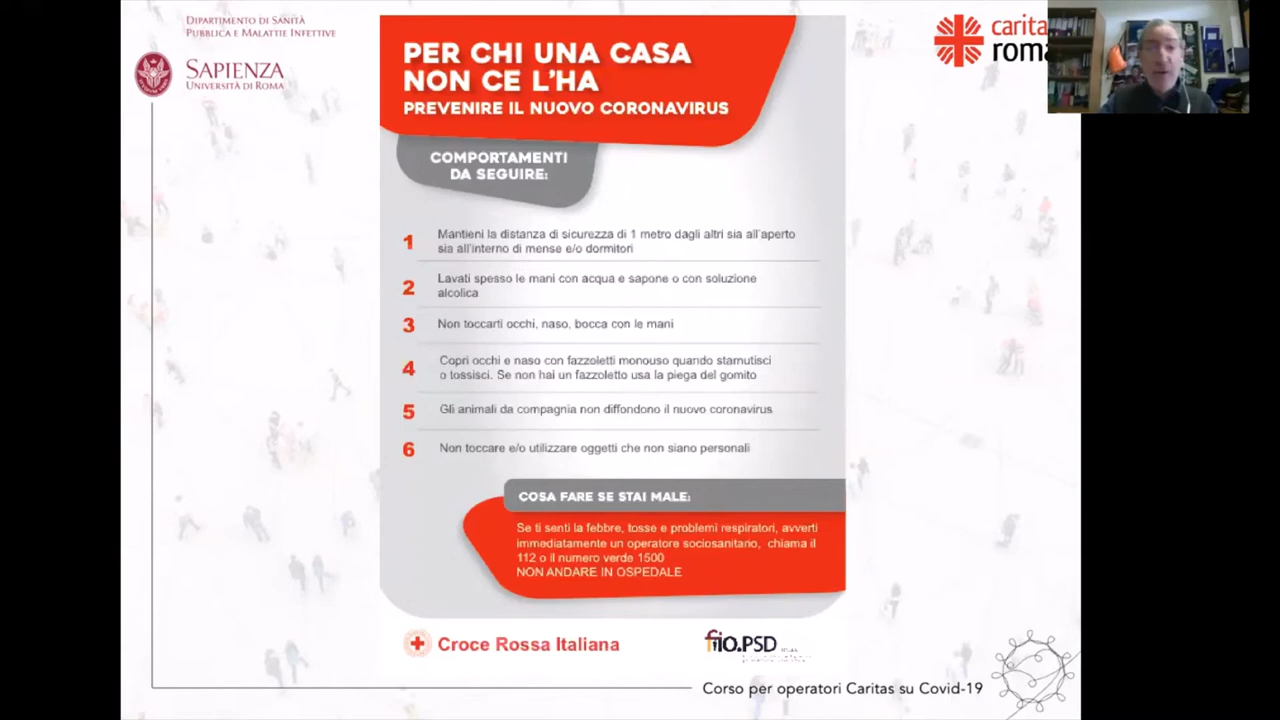 DIPARTIMENTO DI SANITÀ
PUBBLICA E MALATTIE INFETTIVE
SAPIENZA
UNIVERSITÀ DI ROMA
PER CHI UNA CASA
NON CE L'HA
PREVENIRE IL NUOVO CORONAVIRUS
COMPORTAMENTI
DA SEGUIRE:
1 Mantieni la distanza di sicurezza di 1 metro dagli altri sia all'aperto
sia all'interno di mense e/o dormitori
2 Lavati spesso le mani con acqua e sapone o con soluzione
alcolica
3 Non toccarti occhi, naso, bocca con le mani
4 Copri occhi e naso con fazzoletti monouso quando starnutisci
o tossisci. Se non hai un fazzoletto usa la piega del gomito
5 Gli animali da compagnia non diffondono il nuovo coronavirus
6 Non toccare e/o utilizzare oggetti che non siano personali
COSA FARE SE STAI MALE:
Se ti senti la febbre, tosse e problemi respiratori, avverti
immediatamente un operatore sociosanitario, chiama il
112 o il numero verde 1500
NON ANDARE IN OSPEDALE
Croce Rossa Italiana
fio.PSD
carita
roma
Corso per operatori Caritas su Covid-19